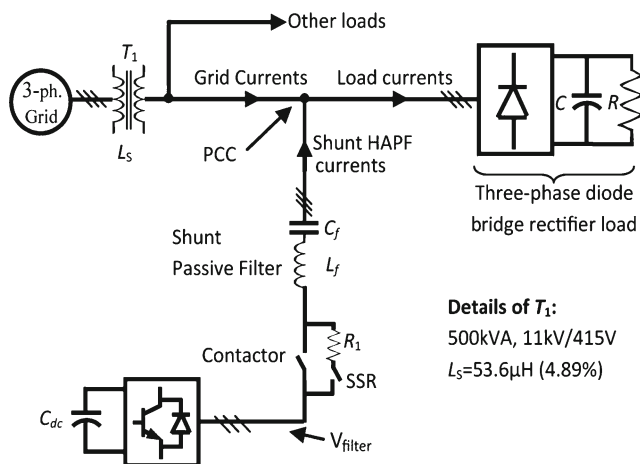 Other loads
T1
3-ph.
Grid
Grid Currents
Load currents
C
R
LS
PCC
Shunt HAPF
currents
Three-phase diode
bridge rectifier load
Cf
Shunt
Passive Filter
Lf
Details of T1:
500kVA, 11kV/415V
LS=53.6µH (4.89%)
R1
Contactor
SSR
Cdc
Vfilter